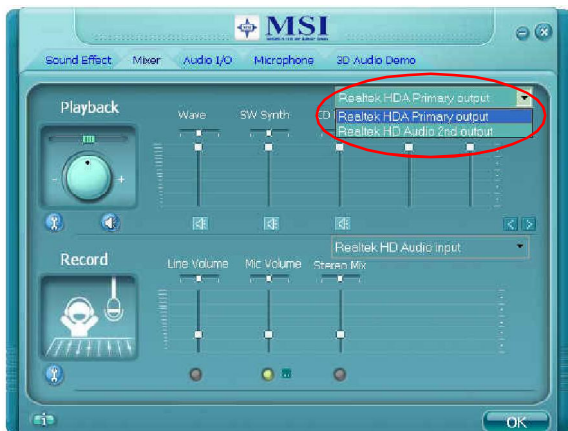 MSI
Sound Effect Mixer Audio I/O Microphone 3D Audio Demo
Playback
Realtek HDA Primary output
Wave SW Synth
Realtek HDA Primary output
Realtek HD Audio 2nd output
Record
Realtek HD Audio Input
Line Volume Mic Volume Stereo Mix
OK